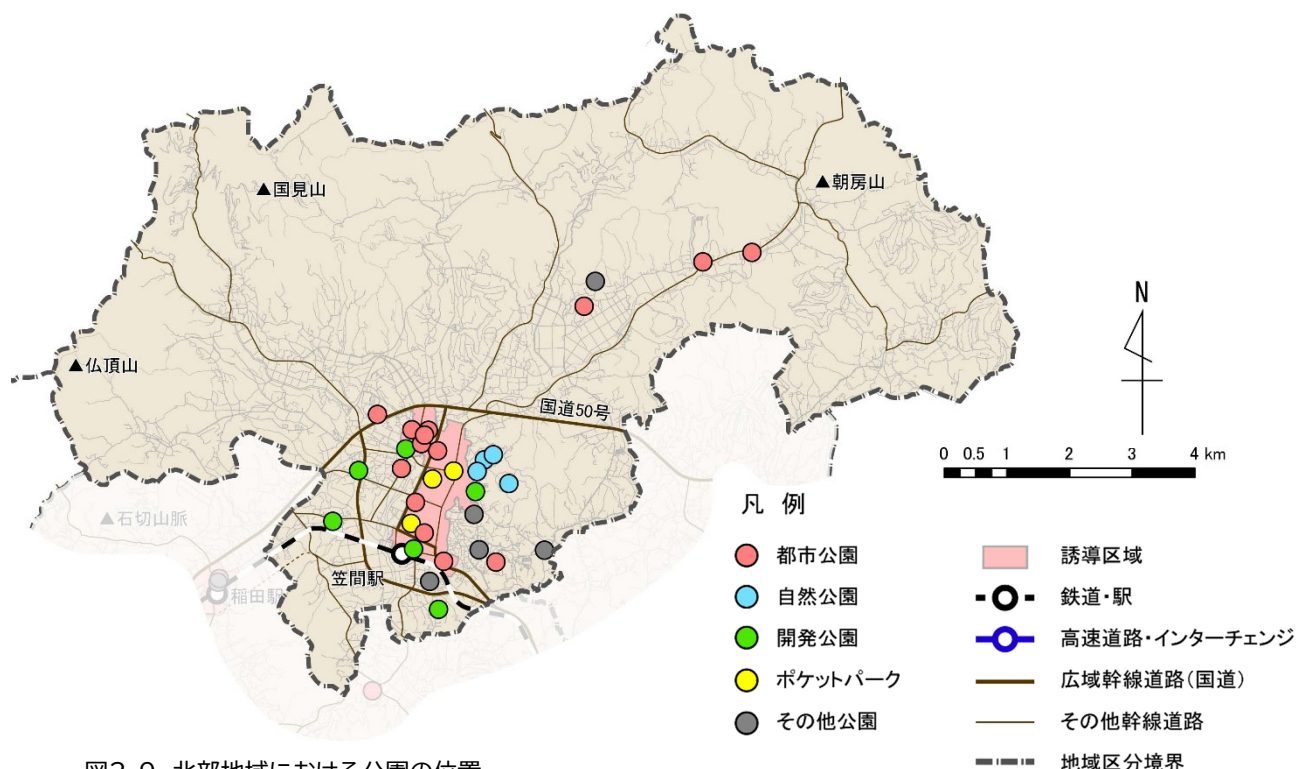 ▲国見山
▲朝房山
▲仏頂山
国道50号
▲石切山脈
笠間駅
稲田駅
N
0 0.5 1 2 3 4 km
凡 例
都市公園
自然公園
開発公園
ポケットパーク
その他公園
誘導区域
鉄道・駅
高速道路・インターチェンジ
広域幹線道路(国道)
その他幹線道路
地域区分境界